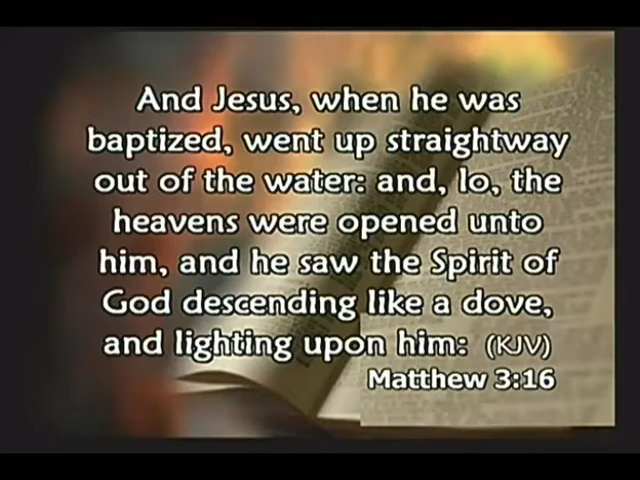 And Jesus, when he was
baptized, went up straightway
out of the water: and, lo, the
heavens were opened unto
him, and he saw the Spirit of
God descending like a dove,
and lighting upon him: (KJV)
Matthew 3:16